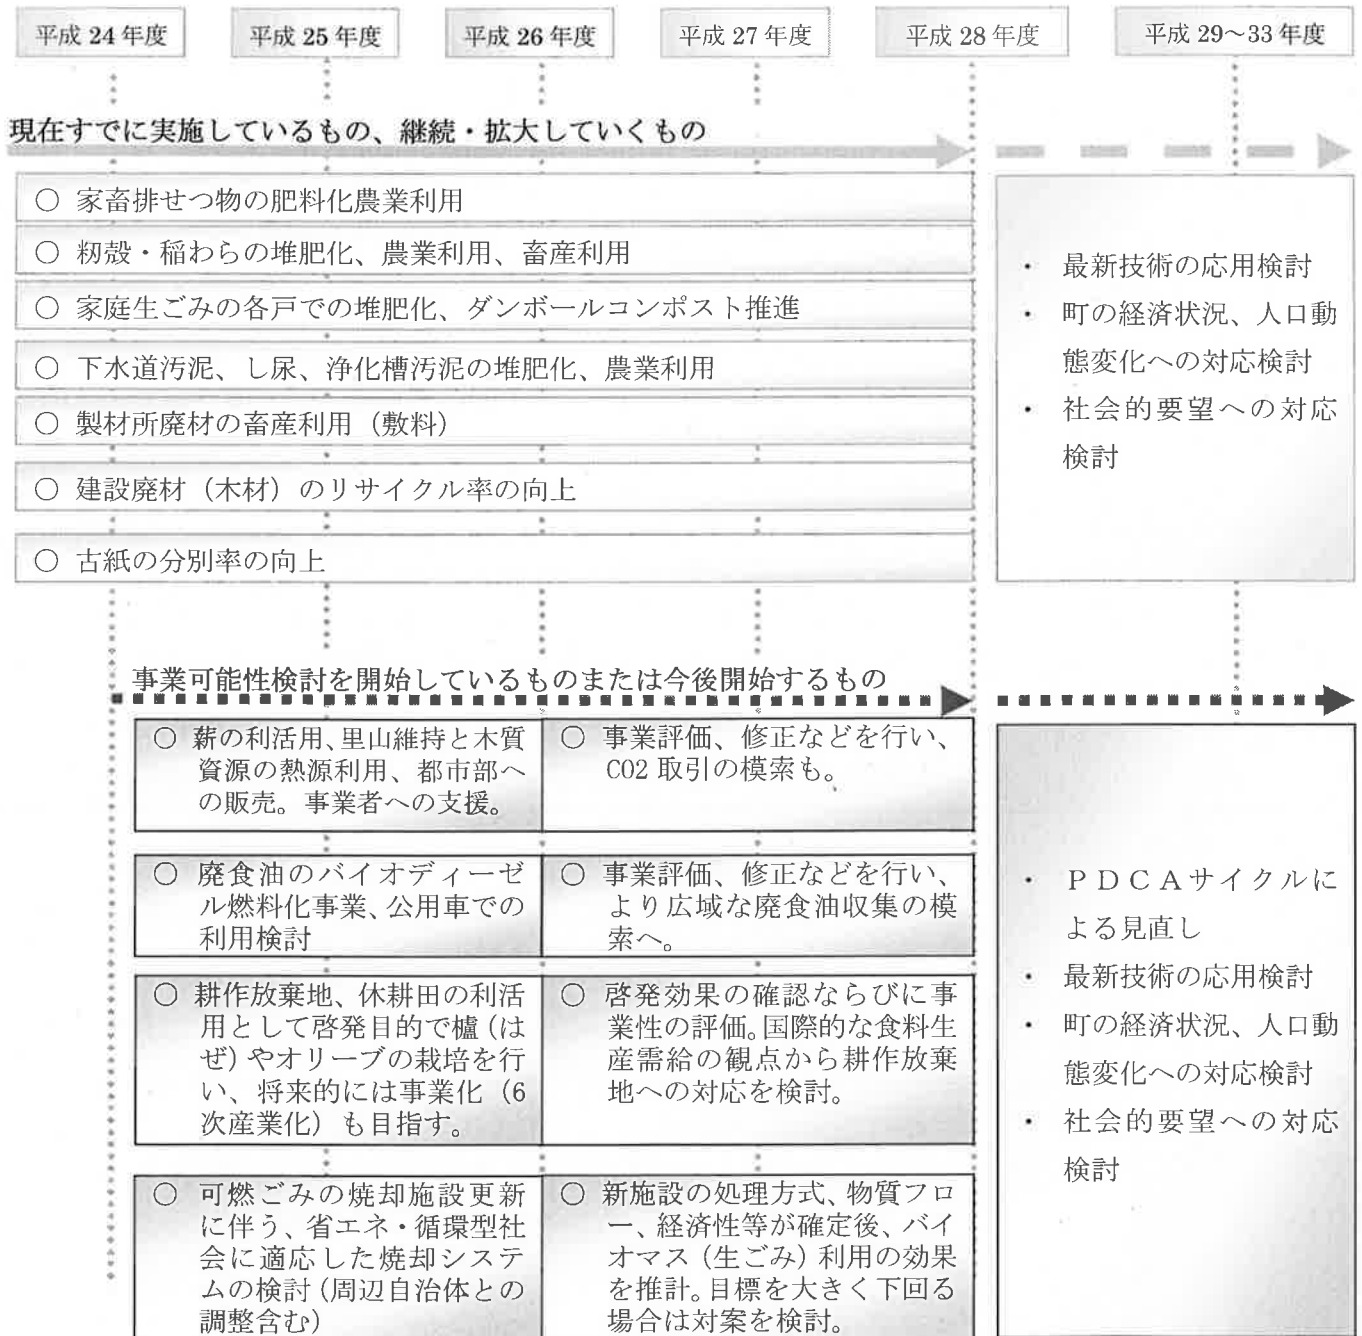 平成 24 年度 平成 25 年度 平成 26 年度 平成 27 年度 平成 28 年度 平成 29～33 年度
現在すでに実施しているもの、継続・拡大していくもの
○ 家畜排せつ物の肥料化農業利用
○ 籾殻・稲わらの堆肥化、農業利用、畜産利用
○ 家庭生ごみの各戸での堆肥化、ダンボールコンポスト推進
○ 下水道汚泥、し尿、浄化槽汚泥の堆肥化、農業利用
○ 製材所廃材の畜産利用（敷料）
○ 建設廃材（木材）のリサイクル率の向上
○ 古紙の分別率の向上
・ 最新技術の応用検討
・ 町の経済状況、人口動
態変化への対応検討
・ 社会的要望への対応
検討
事業可能性検討を開始しているものまたは今後開始するもの
○ 薪の利活用、里山維持と木質
資源の熱源利用、都市部へ
の販売。事業者への支援。
○ 事業評価、修正などを行い、
CO2 取引の模索も。
○ 廃食油のバイオディーゼ
ル燃料化事業、公用車での
利用検討
○ 事業評価、修正などを行い、
より広域な廃食油収集の模
索へ。
○ 耕作放棄地、休耕田の利活
用として啓発目的で櫨（は
ぜ）やオリーブの栽培を行
い、将来的には事業化（6
次産業化）も目指す。
○ 啓発効果の確認ならびに事
業性の評価。国際的な食料生
産需給の観点から耕作放棄
地への対応を検討。
○ 可燃ごみの焼却施設更新
に伴う、省エネ・循環型社
会に適応した焼却システ
ムの検討（周辺自治体との
調整含む）
○ 新施設の処理方式、物質フロ
ー、経済性等が確定後、バイ
オマス（生ごみ）利用の効果
を推計。目標を大きく下回る
場合は対案を検討。
・ ＰＤＣＡサイクルに
よる見直し
・ 最新技術の応用検討
・ 町の経済状況、人口動
態変化への対応検討
・ 社会的要望への対応
検討